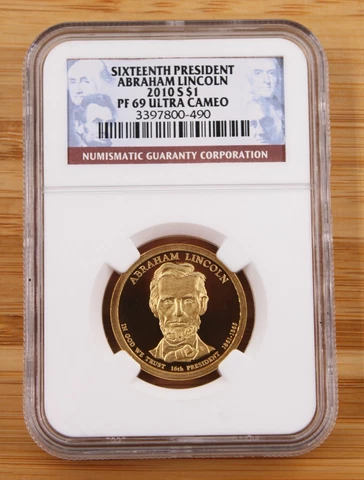 SIXTEENTH PRESIDENT
ABRAHAM LINCOLN
2010 S $1
PF 69 ULTRA CAMEO
3397800-490
NUMISMATIC GUARANTY CORPORATION
ABRAHAM LINCOLN
IN GOD WE TRUST 16th PRESIDENT 1861-1865